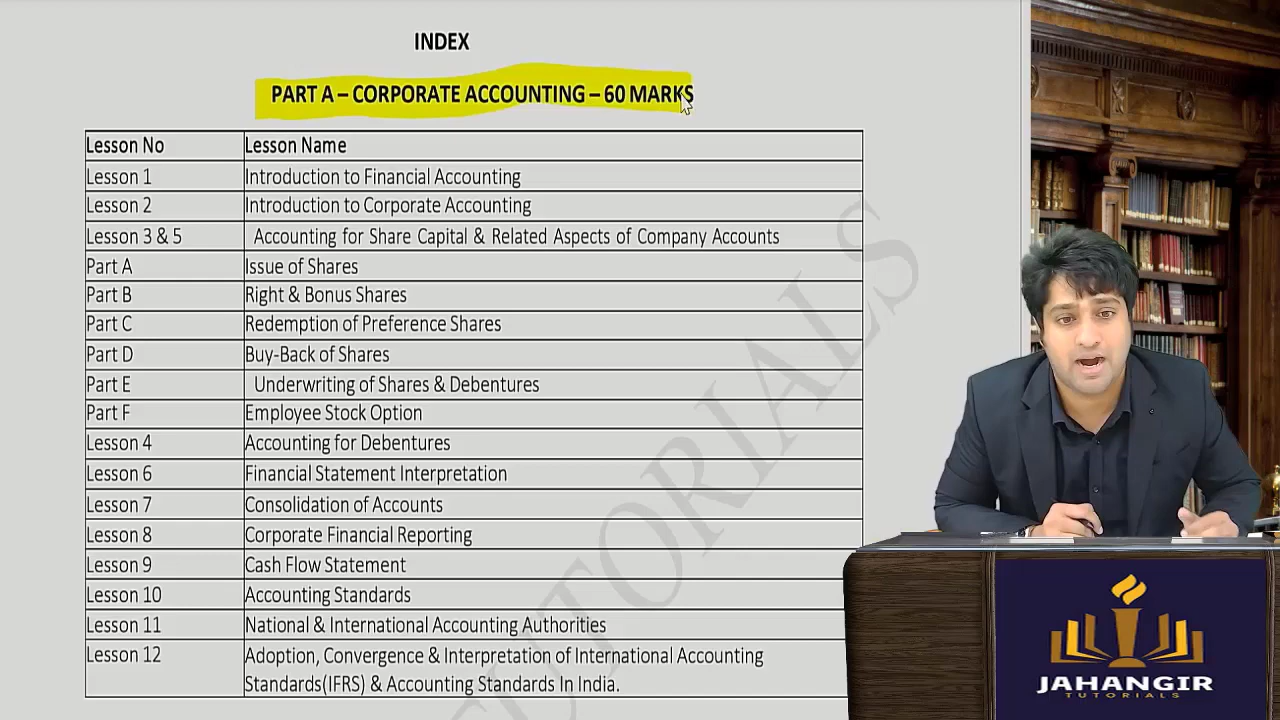 INDEX
PART A – CORPORATE ACCOUNTING – 60 MARKS
Lesson No Lesson Name
Lesson 1 Introduction to Financial Accounting
Lesson 2 Introduction to Corporate Accounting
Lesson 3 & 5 Accounting for Share Capital & Related Aspects of Company Accounts
Part A Issue of Shares
Part B Right & Bonus Shares
Part C Redemption of Preference Shares
Part D Buy-Back of Shares
Part E Underwriting of Shares & Debentures
Part F Employee Stock Option
Lesson 4 Accounting for Debentures
Lesson 6 Financial Statement Interpretation
Lesson 7 Consolidation of Accounts
Lesson 8 Corporate Financial Reporting
Lesson 9 Cash Flow Statement
Lesson 10 Accounting Standards
Lesson 11 National & International Accounting Authorities
Lesson 12 Adoption, Convergence & Interpretation of International Accounting
Standards(IFRS) & Accounting Standards In India.
TUTORIALS
JAHANGIR
TUTORIALS